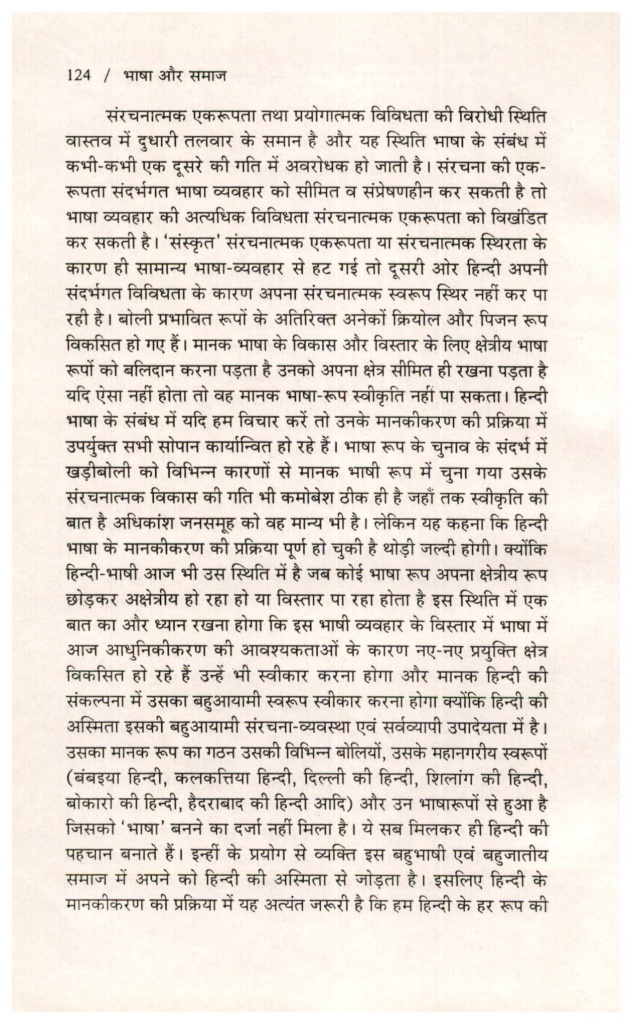 124 / भाषा और समाज
संरचनात्मक एकरूपता तथा प्रयोगात्मक विविधता की विरोधी स्थिति
वास्तव में दुधारी तलवार के समान है और यह स्थिति भाषा के संबंध में
कभी-कभी एक दूसरे की गति में अवरोधक हो जाती है। संरचना की एक-
रूपता संदर्भगत भाषा व्यवहार को सीमित व संप्रेषणहीन कर सकती है तो
भाषा व्यवहार की अत्यधिक विविधता संरचनात्मक एकरूपता को विखंडित
कर सकती है। 'संस्कृत' संरचनात्मक एकरूपता या संरचनात्मक स्थिरता के
कारण ही सामान्य भाषा-व्यवहार से हट गई तो दूसरी ओर हिन्दी अपनी
संदर्भगत विविधता के कारण अपना संरचनात्मक स्वरूप स्थिर नहीं कर पा
रही है। बोली प्रभावित रूपों के अतिरिक्त अनेकों क्रियोल और पिजन रूप
विकसित हो गए हैं। मानक भाषा के विकास और विस्तार के लिए क्षेत्रीय भाषा
रूपों को बलिदान करना पड़ता है उनको अपना क्षेत्र सीमित ही रखना पड़ता है
यदि ऐसा नहीं होता तो वह मानक भाषा-रूप स्वीकृति नहीं पा सकता। हिन्दी
भाषा के संबंध में यदि हम विचार करें तो उनके मानकीकरण की प्रक्रिया में
उपर्युक्त सभी सोपान कार्यान्वित हो रहे हैं। भाषा रूप के चुनाव के संदर्भ में
खड़ीबोली को विभिन्न कारणों से मानक भाषी रूप में चुना गया उसके
संरचनात्मक विकास की गति भी कमोबेश ठीक ही है जहाँ तक स्वीकृति की
बात है अधिकांश जनसमूह को वह मान्य भी है। लेकिन यह कहना कि हिन्दी
भाषा के मानकीकरण की प्रक्रिया पूर्ण हो चुकी है थोड़ी जल्दी होगी। क्योंकि
हिन्दी-भाषी आज भी उस स्थिति में है जब कोई भाषा रूप अपना क्षेत्रीय रूप
छोड़कर अक्षेत्रीय हो रहा हो या विस्तार पा रहा होता है इस स्थिति में एक
बात का और ध्यान रखना होगा कि इस भाषी व्यवहार के विस्तार में भाषा में
आज आधुनिकीकरण की आवश्यकताओं के कारण नए-नए प्रयुक्ति क्षेत्र
विकसित हो रहे हैं उन्हें भी स्वीकार करना होगा और मानक हिन्दी की
संकल्पना में उसका बहुआयामी स्वरूप स्वीकार करना होगा क्योंकि हिन्दी की
अस्मिता इसकी बहुआयामी संरचना-व्यवस्था एवं सर्वव्यापी उपादेयता में है।
उसका मानक रूप का गठन उसकी विभिन्न बोलियों, उसके महानगरीय स्वरूपों
(बंबइया हिन्दी, कलकत्तिया हिन्दी, दिल्ली की हिन्दी, शिलांग की हिन्दी,
बोकारो की हिन्दी, हैदराबाद की हिन्दी आदि) और उन भाषारूपों से हुआ है
जिसको 'भाषा' बनने का दर्जा नहीं मिला है। ये सब मिलकर ही हिन्दी की
पहचान बनाते हैं। इन्हीं के प्रयोग से व्यक्ति इस बहुभाषी एवं बहुजातीय
समाज में अपने को हिन्दी की अस्मिता से जोड़ता है। इसलिए हिन्दी के
मानकीकरण की प्रक्रिया में यह अत्यंत जरूरी है कि हम हिन्दी के हर रूप की